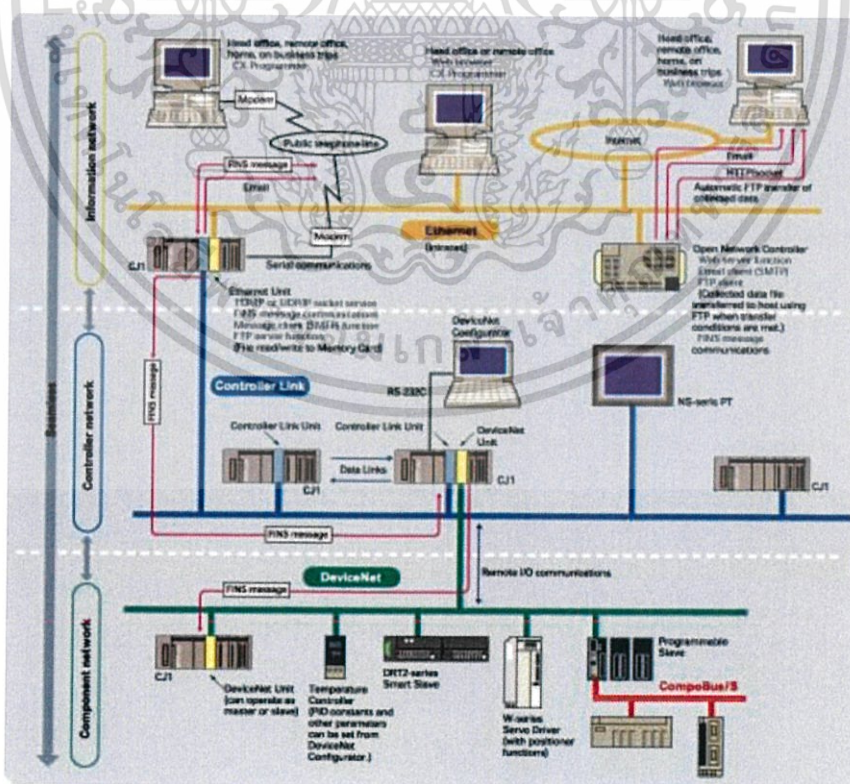 Head office, remote office,
home, on business trips
CX-Programmer
Modem
Public telephone line
FINS message
Email
Modem
Serial communications
Head office or remote office
Web browser
CX-Programmer
Head office,
remote office,
home, on
business trips
Web browser
Internet
Email
HTTP/socket
Automatic FTP transfer of
collected data
Ethernet
(Intranet)
CJ1
Ethernet Unit
TCP/IP or UDP/IP socket service
FINS message communications
Message client (SMTP) function
FTP server function
(File read/write to Memory Card)
Open Network Controller
Web server function
Email client (SMTP)
FTP client
(Collected data file
transferred to host using
FTP when transfer
conditions are met.)
FINS message
communications
Information network
Seamless
Controller network
Component network
FINS message
Controller Link
DeviceNet
Configurator
RS-232C
NS-seris PT
Controller Link Unit
Controller Link Unit
DeviceNet
Unit
Data Links
CJ1
CJ1
CJ1
FINS message
DeviceNet
FINS message
Remote I/O communications
CJ1
DeviceNet Unit
(can operate as
master or slave)
Temperature
Controller
(PID constants and
other parameters
can be set from
DeviceNet
Configurator.)
DRT2-series
Smart Slave
W-series
Servo Driver
(with positioner
functions)
Programmable
Slave
CompoBus/S